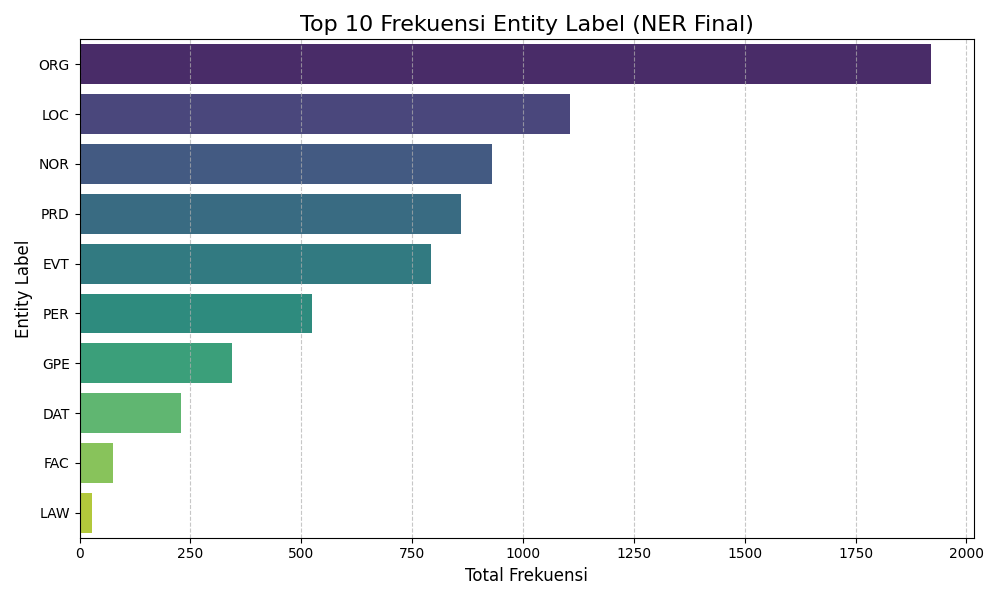 Top 10 Frekuensi Entity Label (NER Final)
Entity Label
ORG
LOC
NOR
PRD
EVT
PER
GPE
DAT
FAC
LAW
0 250 500 750 1000 1250 1500 1750 2000
Total Frekuensi